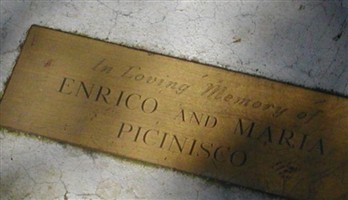 In Loving Memory of
ENRICO AND MARIA
PICINISCO